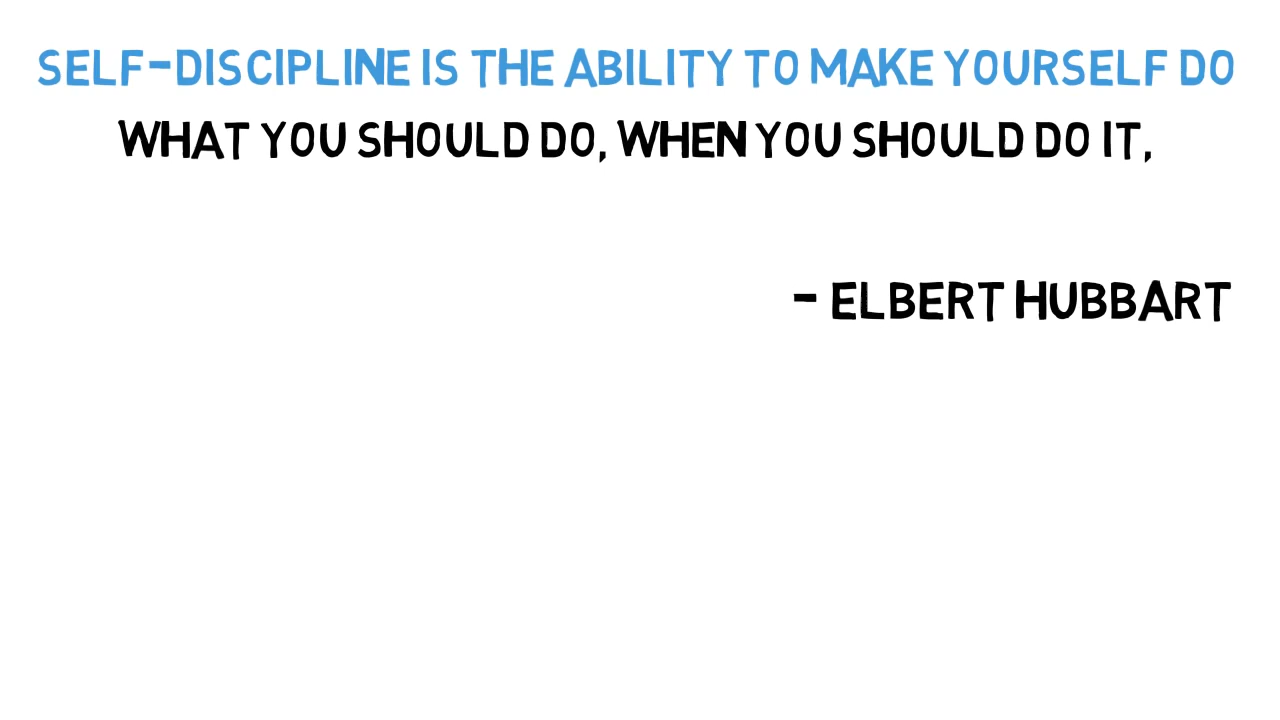 SELF-DISCIPLINE IS THE ABILITY TO MAKE YOURSELF DO
WHAT YOU SHOULD DO, WHEN YOU SHOULD DO IT,
- ELBERT HUBBART